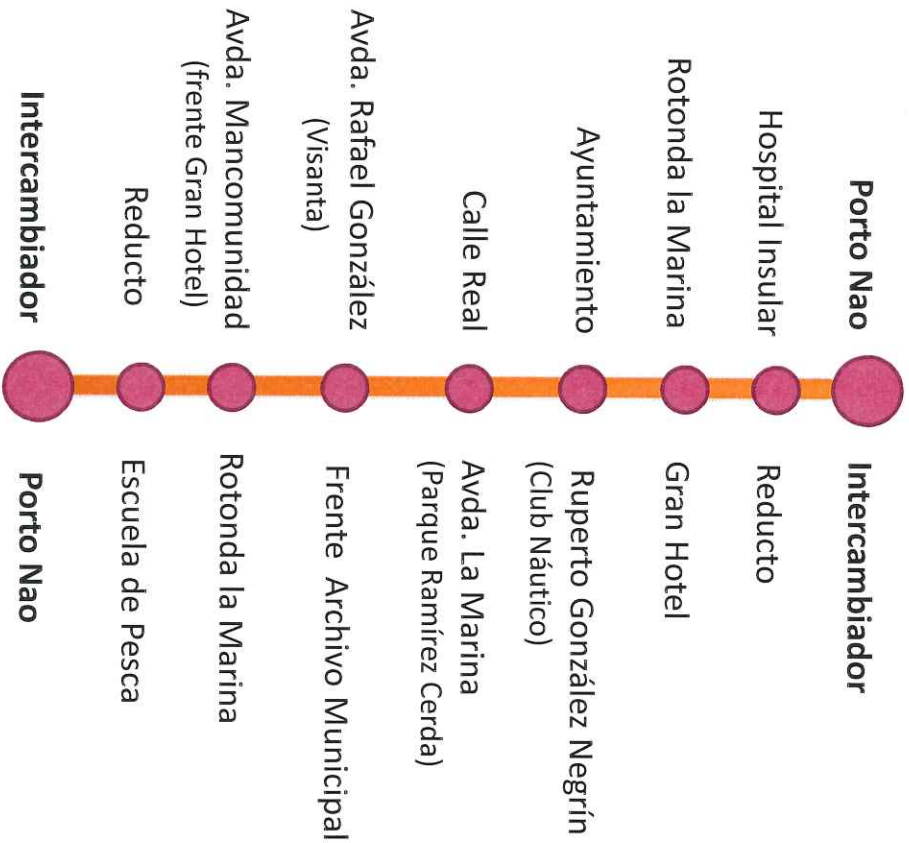 Porto Nao
Hospital Insular
Rotonda la Marina
Ayuntamiento
Calle Real
Avda. Rafael González
(Visanta)
Avda. Mancomunidad
(frente Gran Hotel)
Reducto
Intercambiador
Intercambiador
Reducto
Gran Hotel
Ruperto González Negrín
(Club Náutico)
Avda. La Marina
(Parque Ramírez Cerda)
Frente Archivo Municipal
Rotonda la Marina
Escuela de Pesca
Porto Nao